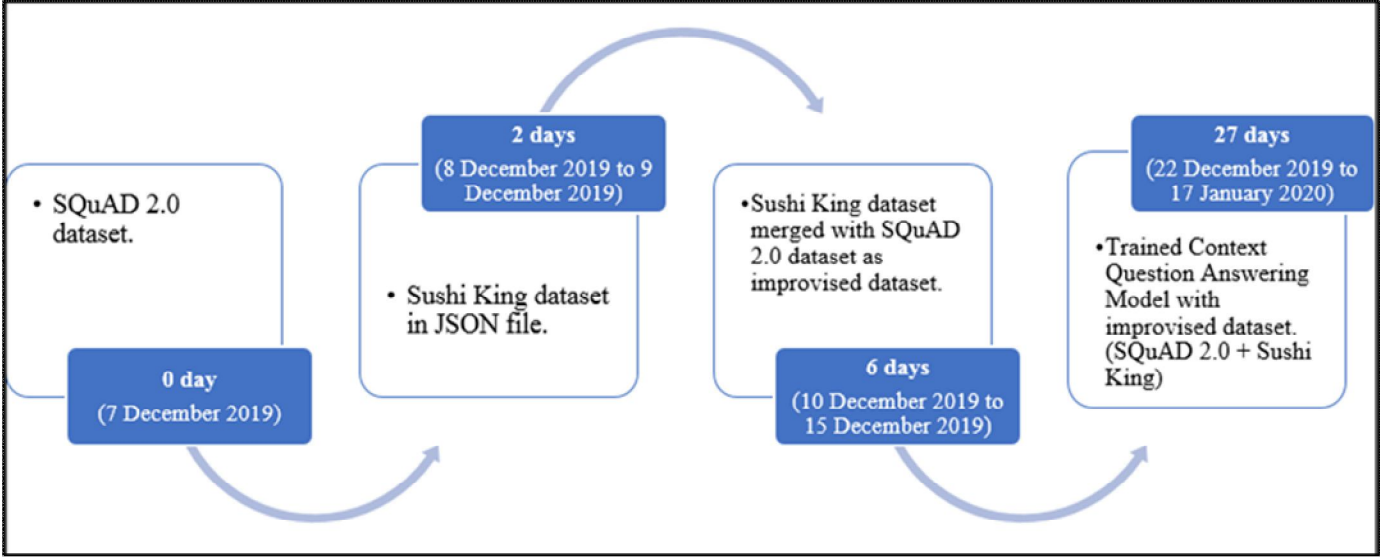 • SQuAD 2.0
dataset.
0 day
(7 December 2019)
2 days
(8 December 2019 to 9
December 2019)
• Sushi King dataset
in JSON file.
•Sushi King dataset
merged with SQuAD
2.0 dataset as
improvised dataset.
6 days
(10 December 2019 to
15 December 2019)
27 days
(22 December 2019 to
17 January 2020)
•Trained Context
Question Answering
Model with
improvised dataset.
(SQuAD 2.0 + Sushi
King)